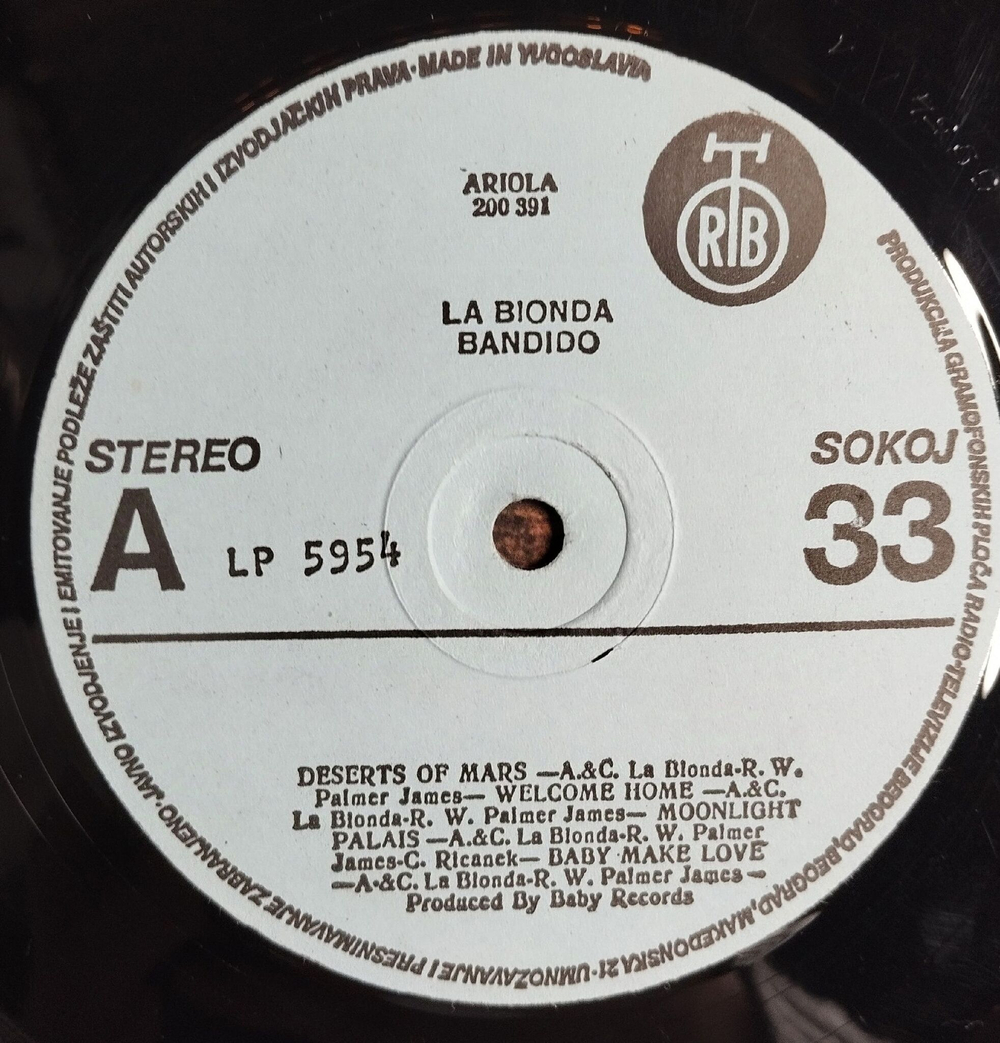 PRODUKCIJA GRAMOFONSKIH PLOČA RADIO-TELEVIZIJE BEOGRAD, BEOGRAD, MAKEDONSKA 21 · UMNOŽAVANJE I PRESNIMAVANJE ZABRANJENO · JAVNO IZVODJENJE I EMITOVANJE PODLEŽE ZAŠTITI AUTORSKIH I IZVODJAČKIH PRAVA · MADE IN YUGOSLAVIA
ARIOLA
200 391
RTB
LA BIONDA
BANDIDO
STEREO
SOKOJ
A
LP 5954
33
DESERTS OF MARS —A.&C. La Bionda-R. W.
Palmer James— WELCOME HOME —A.&C.
La Bionda-R. W. Palmer James— MOONLIGHT
PALAIS —A.&C. La Bionda-R. W. Palmer
James-C. Ricanek— BABY MAKE LOVE
—A.&C. La Bionda-R. W. Palmer James—
Produced By Baby Records